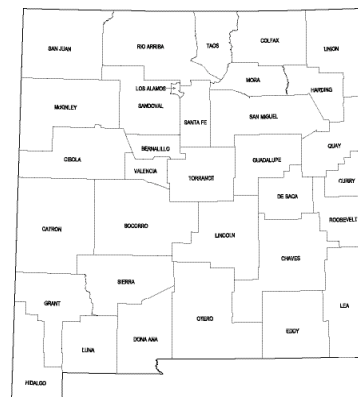 SAN JUAN
RIO ARRIBA
TAOS
COLFAX
UNION
LOS ALAMOS
MORA
HARDING
McKINLEY
SANDOVAL
SANTA FE
SAN MIGUEL
QUAY
CIBOLA
BERNALILLO
GUADALUPE
VALENCIA
TORRANCE
CURRY
DE BACA
ROOSEVELT
CATRON
SOCORRO
LINCOLN
CHAVES
SIERRA
GRANT
LEA
OTERO
EDDY
LUNA
DONA ANA
HIDALGO